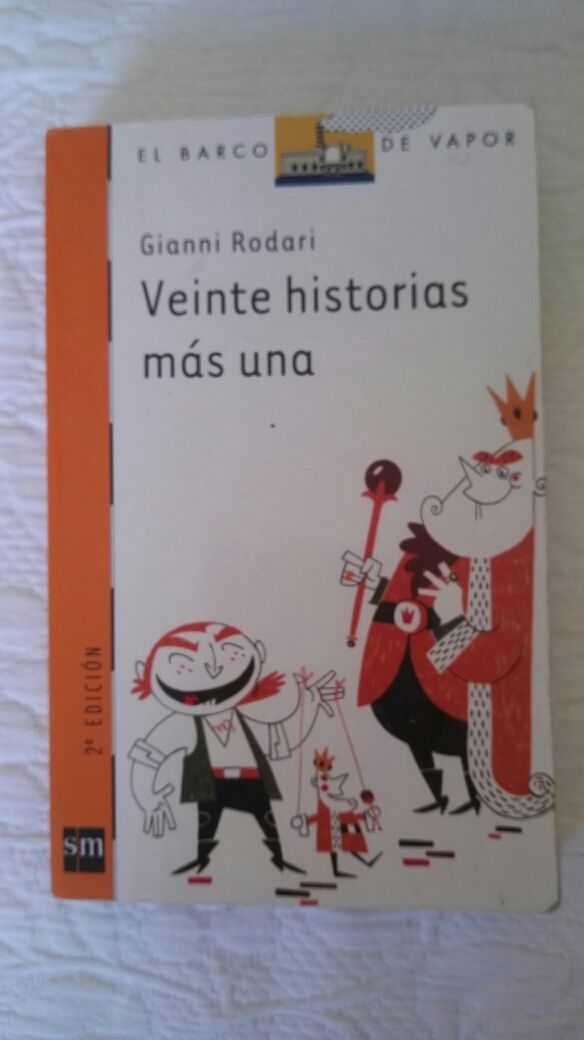 EL BARCO DE VAPOR
Gianni Rodari
Veinte historias
más una
2ª EDICIÓN
sm